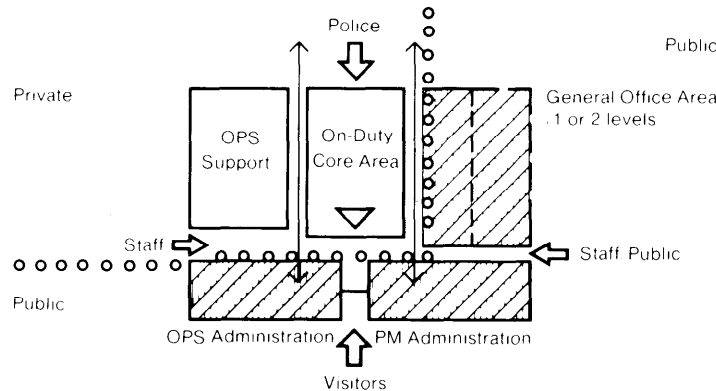 Police
Public
Private
General Office Area
.1 or 2 levels
OPS
Support
On-Duty
Core Area
Staff
Staff Public
Public
OPS Administration
PM Administration
Visitors